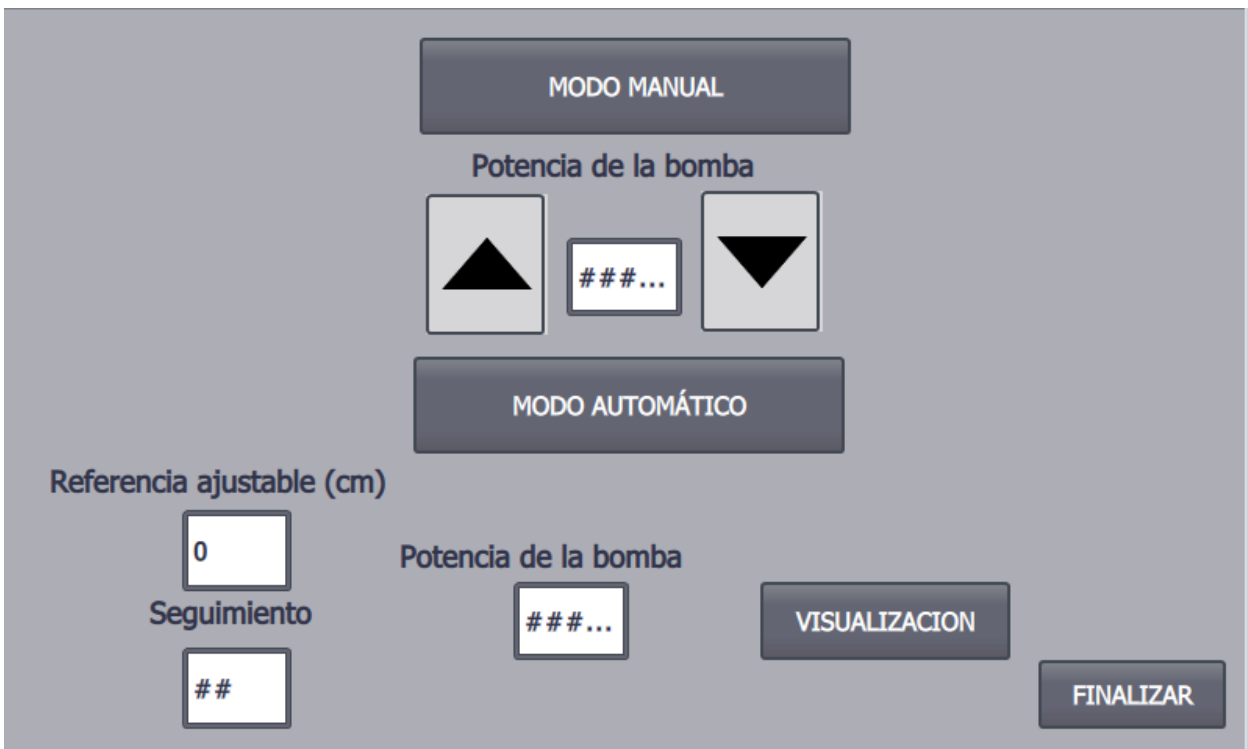 MODO MANUAL
Potencia de la bomba
###...
MODO AUTOMÁTICO
Referencia ajustable (cm)
0
Potencia de la bomba
Seguimiento
###...
VISUALIZACION
##
FINALIZAR